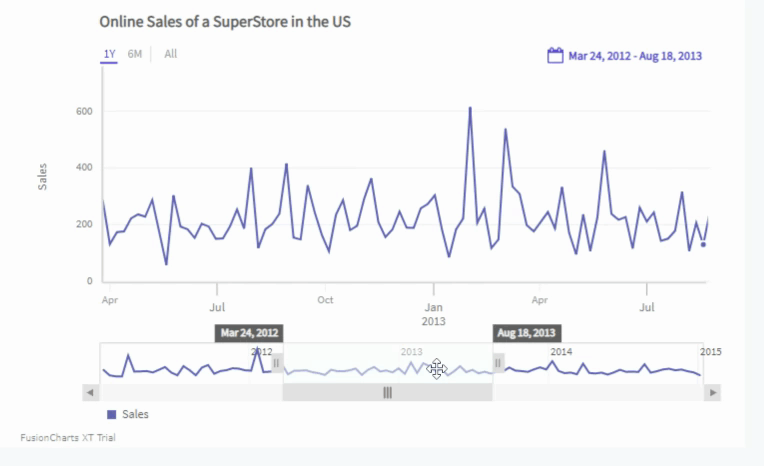 Online Sales of a SuperStore in the US
1Y 6M All
Mar 24, 2012 - Aug 18, 2013
600
400
200
0
Sales
Apr Jul Oct Jan Apr Jul
2013
Mar 24, 2012 Aug 18, 2013
2012 2013 2014 2015
Sales
FusionCharts XT Trial